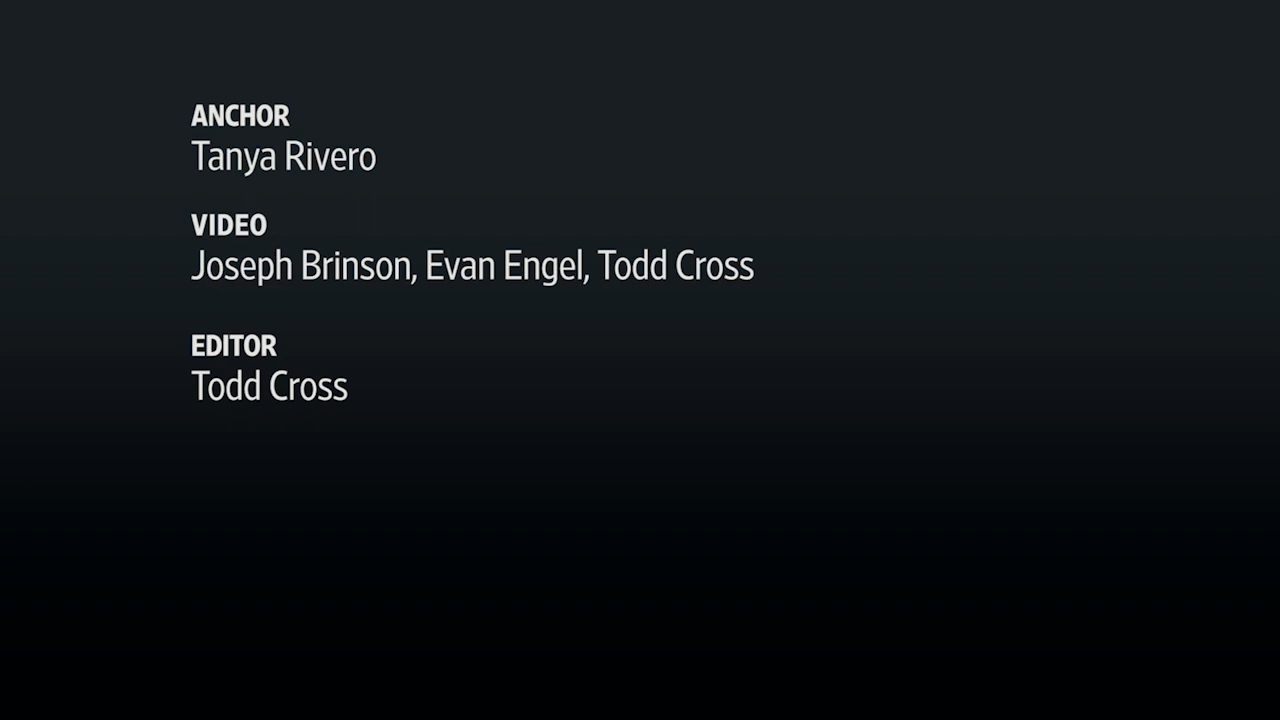 ANCHOR
Tanya Rivero
VIDEO
Joseph Brinson, Evan Engel, Todd Cross
EDITOR
Todd Cross